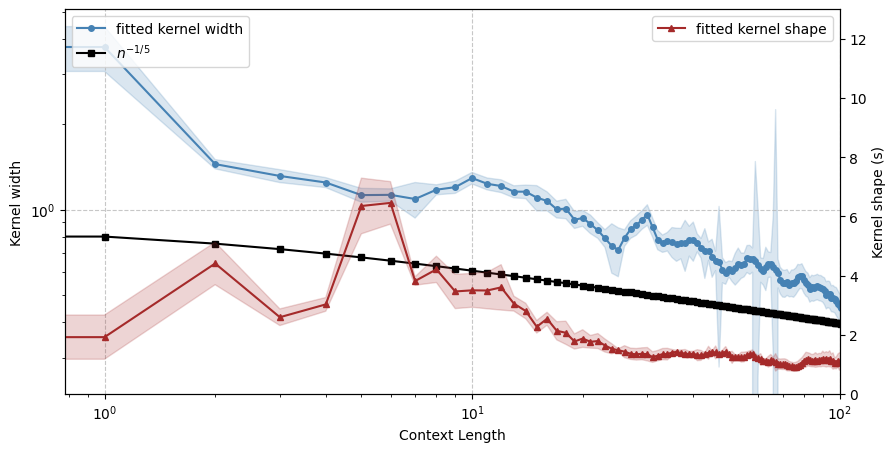 fitted kernel width
n^{-1/5}
fitted kernel shape
Kernel width
10^0
12
10
8
6
4
2
0
Kernel shape (s)
10^0
10^1
10^2
Context Length